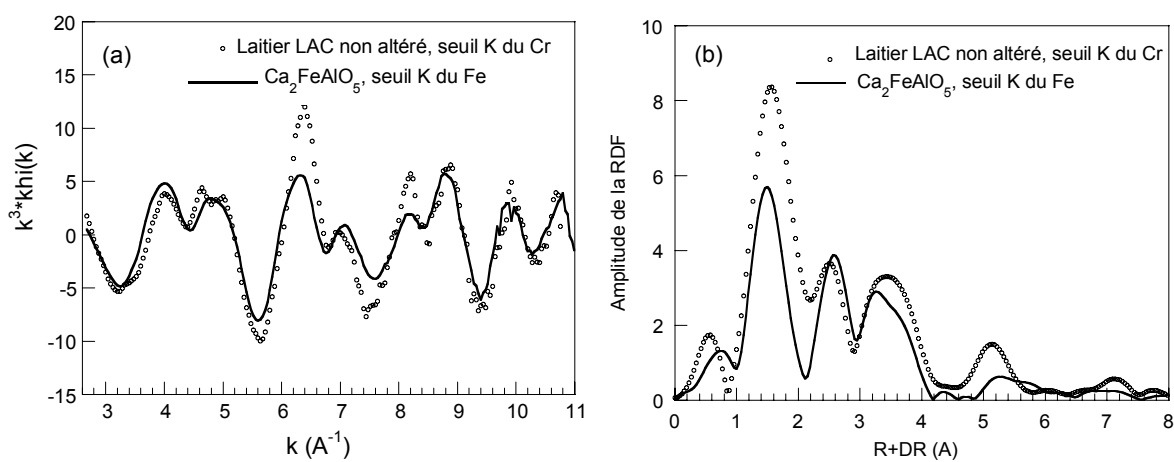 (a)
Laitier LAC non altéré, seuil K du Cr
Ca₂FeAlO₅, seuil K du Fe
k³*khi(k)
20
15
10
5
0
-5
-10
-15
3 4 5 6 7 8 9 10 11
k (A⁻¹)
(b)
Laitier LAC non altéré, seuil K du Cr
Ca₂FeAlO₅, seuil K du Fe
Amplitude de la RDF
10
8
6
4
2
0
0 1 2 3 4 5 6 7 8
R+DR (A)